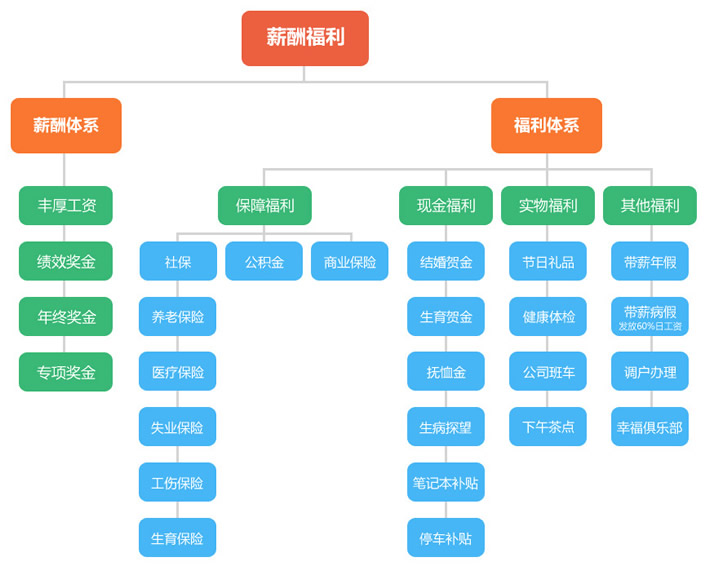 薪酬福利
薪酬体系
福利体系
丰厚工资
保障福利
现金福利
实物福利
其他福利
绩效奖金
社保
公积金
商业保险
结婚贺金
节日礼品
带薪年假
年终奖金
养老保险
生育贺金
健康体检
带薪病假
发放60%日工资
专项奖金
医疗保险
抚恤金
公司班车
调户办理
失业保险
生病探望
下午茶点
幸福俱乐部
工伤保险
笔记本补贴
生育保险
停车补贴